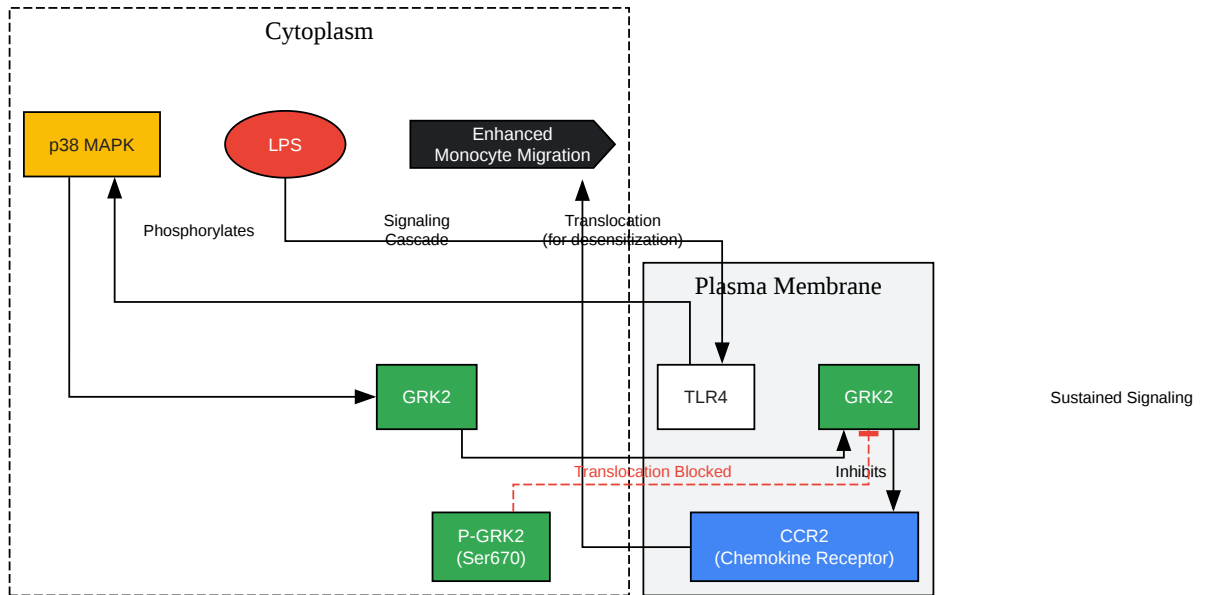 Cytoplasm
p38 MAPK
LPS
Enhanced
Monocyte Migration
Phosphorylates
Signaling
Cascade
Translocation
(for desensitization)
Plasma Membrane
GRK2
TLR4
GRK2
Sustained Signaling
Translocation Blocked
Inhibits
P-GRK2
(Ser670)
CCR2
(Chemokine Receptor)